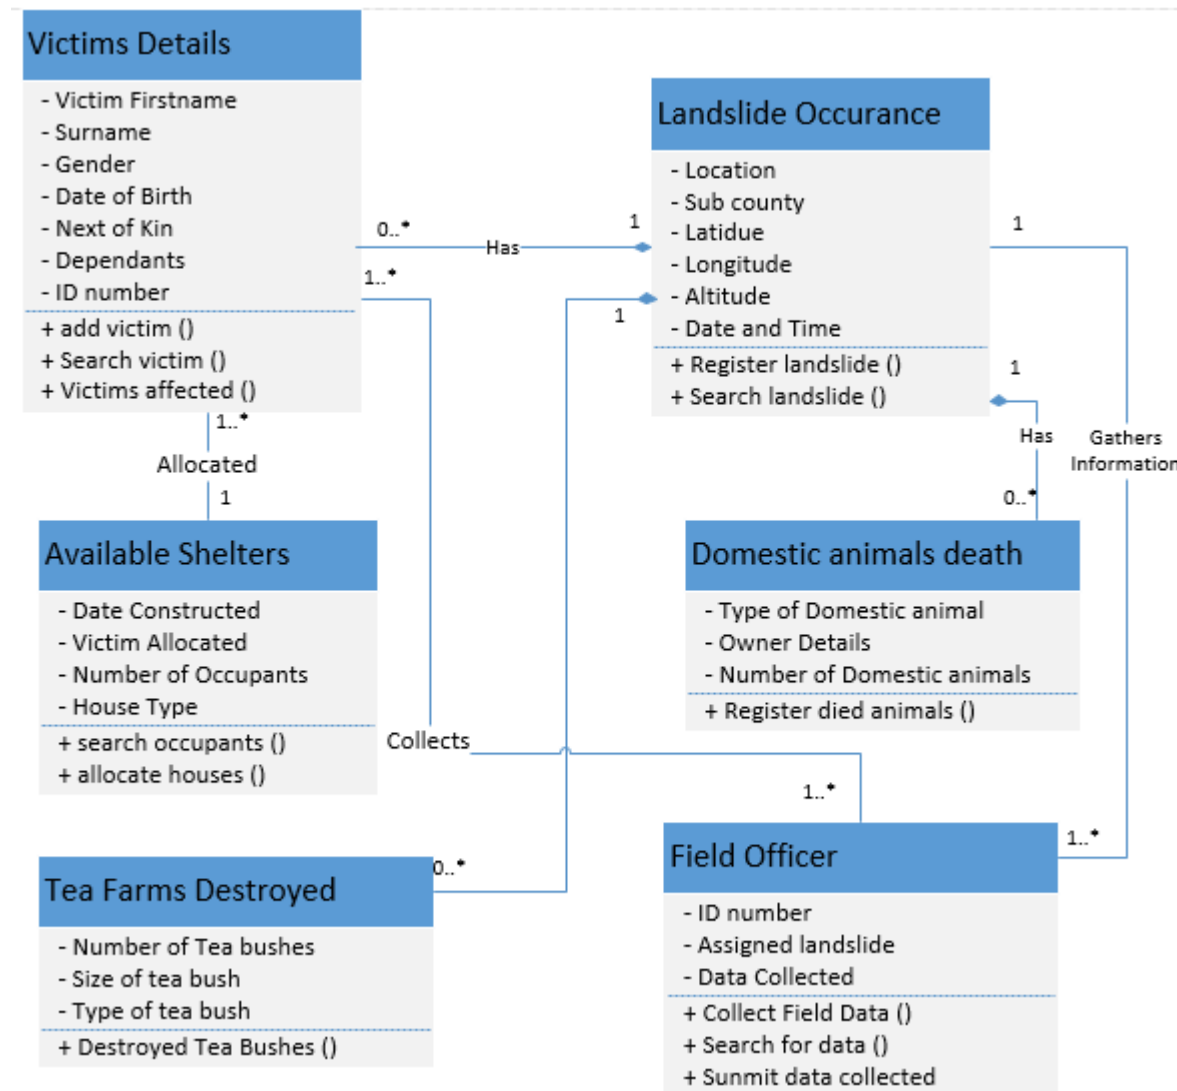 Victims Details
- Victim Firstname
- Surname
- Gender
- Date of Birth
- Next of Kin
- Dependants
- ID number
+ add victim ()
+ Search victim ()
+ Victims affected ()
Landslide Occurance
- Location
- Sub county
- Latidue
- Longitude
- Altitude
- Date and Time
+ Register landslide ()
+ Search landslide ()
0..*
Has
1
1..*
1
1
1
Has
0..*
Gathers
Information
1..*
Allocated
1
Available Shelters
- Date Constructed
- Victim Allocated
- Number of Occupants
- House Type
+ search occupants ()
+ allocate houses ()
Domestic animals death
- Type of Domestic animal
- Owner Details
- Number of Domestic animals
+ Register died animals ()
Collects
1..*
1..*
0..*
Tea Farms Destroyed
- Number of Tea bushes
- Size of tea bush
- Type of tea bush
+ Destroyed Tea Bushes ()
Field Officer
- ID number
- Assigned landslide
- Data Collected
+ Collect Field Data ()
+ Search for data ()
+ Sunmit data collected